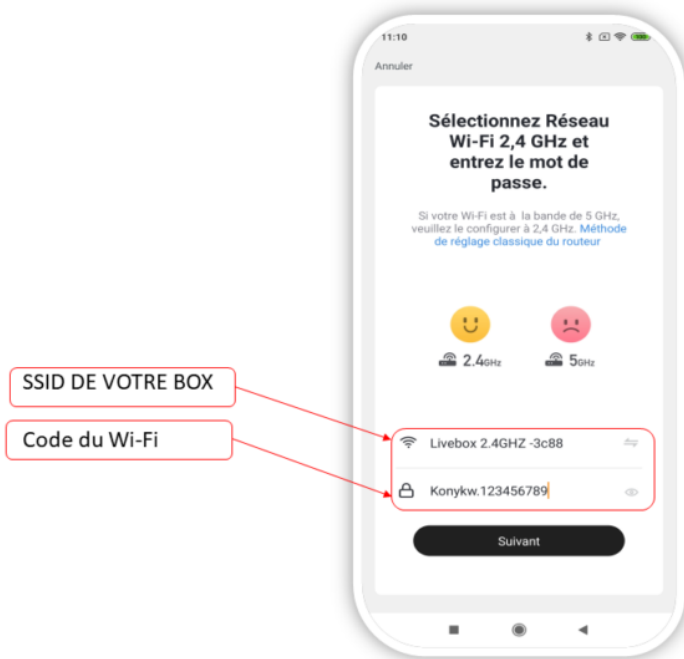 11:10
100
Annuler
Sélectionnez Réseau
Wi-Fi 2,4 GHz et
entrez le mot de
passe.
Si votre Wi-Fi est à la bande de 5 GHz,
veuillez le configurer à 2,4 GHz. Méthode
de réglage classique du routeur
2.4GHz
5GHz
SSID DE VOTRE BOX
Code du Wi-Fi
Livebox 2.4GHZ -3c88
Konykw.123456789
Suivant